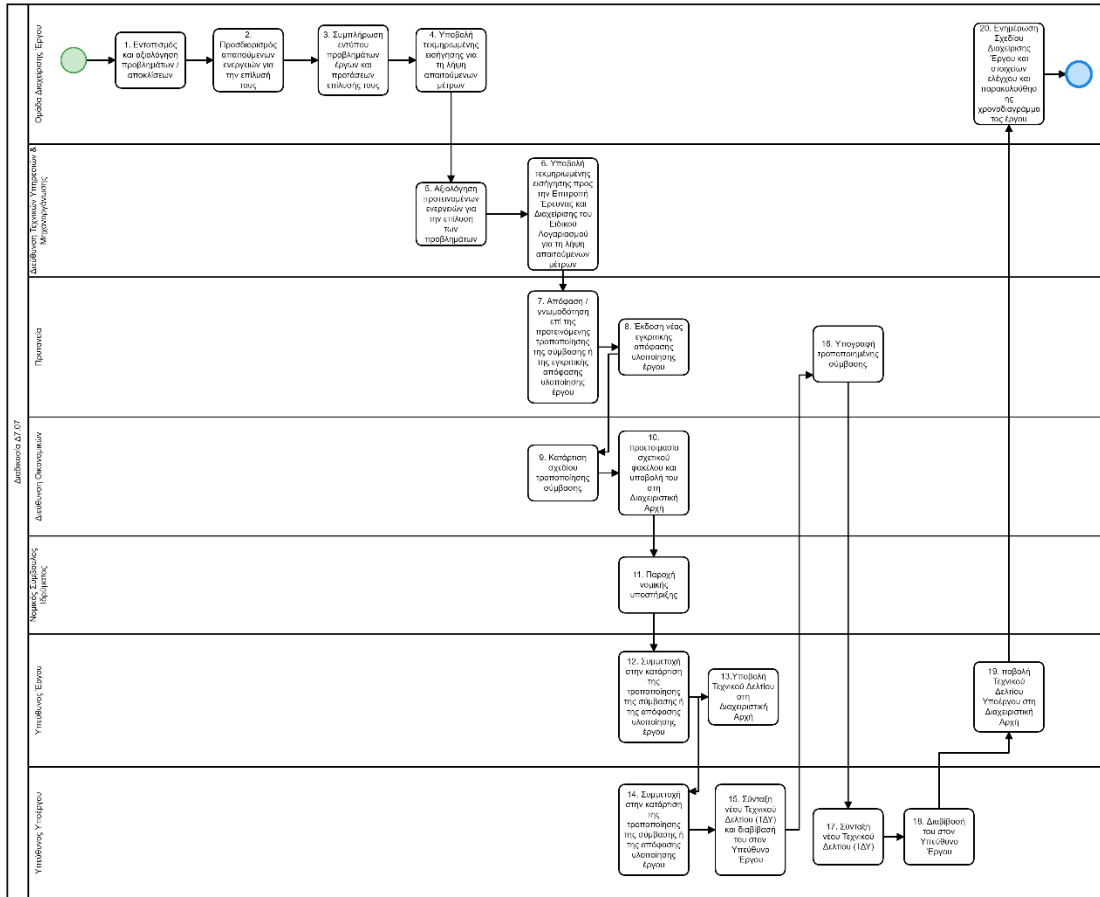 Διαδικασία Δ7.07
Ομάδα Διαχείρισης Έργου
1. Εντοπισμός
και αξιολόγηση
προβλημάτων /
αποκλίσεων
2.
Προσδιορισμός
απαιτούμενων
ενεργειών για
την επίλυσή
τους
3. Συμπλήρωση
εντύπου
προβλημάτων
έργων και
προτάσεων
επίλυσής τους
4. Υποβολή
τεκμηριωμένης
εισήγησης για
τη λήψη
απαιτούμενων
μέτρων
20. Ενημέρωση
Σχεδίου
Διαχείρισης
Έργου και
στοιχείων
ελέγχου και
παρακολούθησ
ης
χρονοδιαγράμμα
τος έργου
Διεύθυνση Τεχνικών Υπηρεσιών &
Μηχανοργάνωσης
5. Αξιολόγηση
προτεινομένων
ενεργειών για
την επίλυση
των
προβλημάτων
6. Υποβολή
τεκμηριωμένης
εισήγησης προς
την Επιτροπή
Έρευνας και
Διαχείρισης του
Ειδικού
Λογαριασμού
για τη λήψη
απαιτούμενων
μέτρων
Πρυτανεία
7. Απόφαση /
γνωμοδότηση
επί της
προτεινόμενης
τροποποίησης
της σύμβασης ή
της εγκριτικής
απόφασης
υλοποίησης
έργου
8. Έκδοση νέας
εγκριτικής
απόφασης
υλοποίησης
έργου
16. Υπογραφή
τροποποιημένης
σύμβασης
Διεύθυνση Οικονομικών
9. Κατάρτιση
σχεδίου
τροποποίησης
σύμβασης
10.
προετοιμασία
σχετικού
φακέλου και
υποβολή του
στη
Διαχειριστική
Αρχή
Νομικός Σύμβουλος
Ιδρύματος
11. Παροχή
νομικής
υποστήριξης
Υπεύθυνος Έργου
12. Συμμετοχή
στην κατάρτιση
της
τροποποίησης
της σύμβασης ή
της απόφασης
υλοποίησης
έργου
13.Υποβολή
Τεχνικού Δελτίου
στη
Διαχειριστική
Αρχή
19. ποβολή
Τεχνικού
Δελτίου
Υποέργου στη
Διαχειριστική
Αρχή
Υπεύθυνος Υποέργου
14. Συμμετοχή
στην κατάρτιση
της
τροποποίησης
της σύμβασης ή
της απόφασης
υλοποίησης
έργου
15. Σύνταξη
νέου Τεχνικού
Δελτίου (ΤΔΥ)
και διαβίβασή
του στον
Υπεύθυνο
Έργου
17. Σύνταξη
νέου Τεχνικού
Δελτίου (ΤΔΥ)
18. Διαβίβασή
του στον
Υπεύθυνο
Έργου